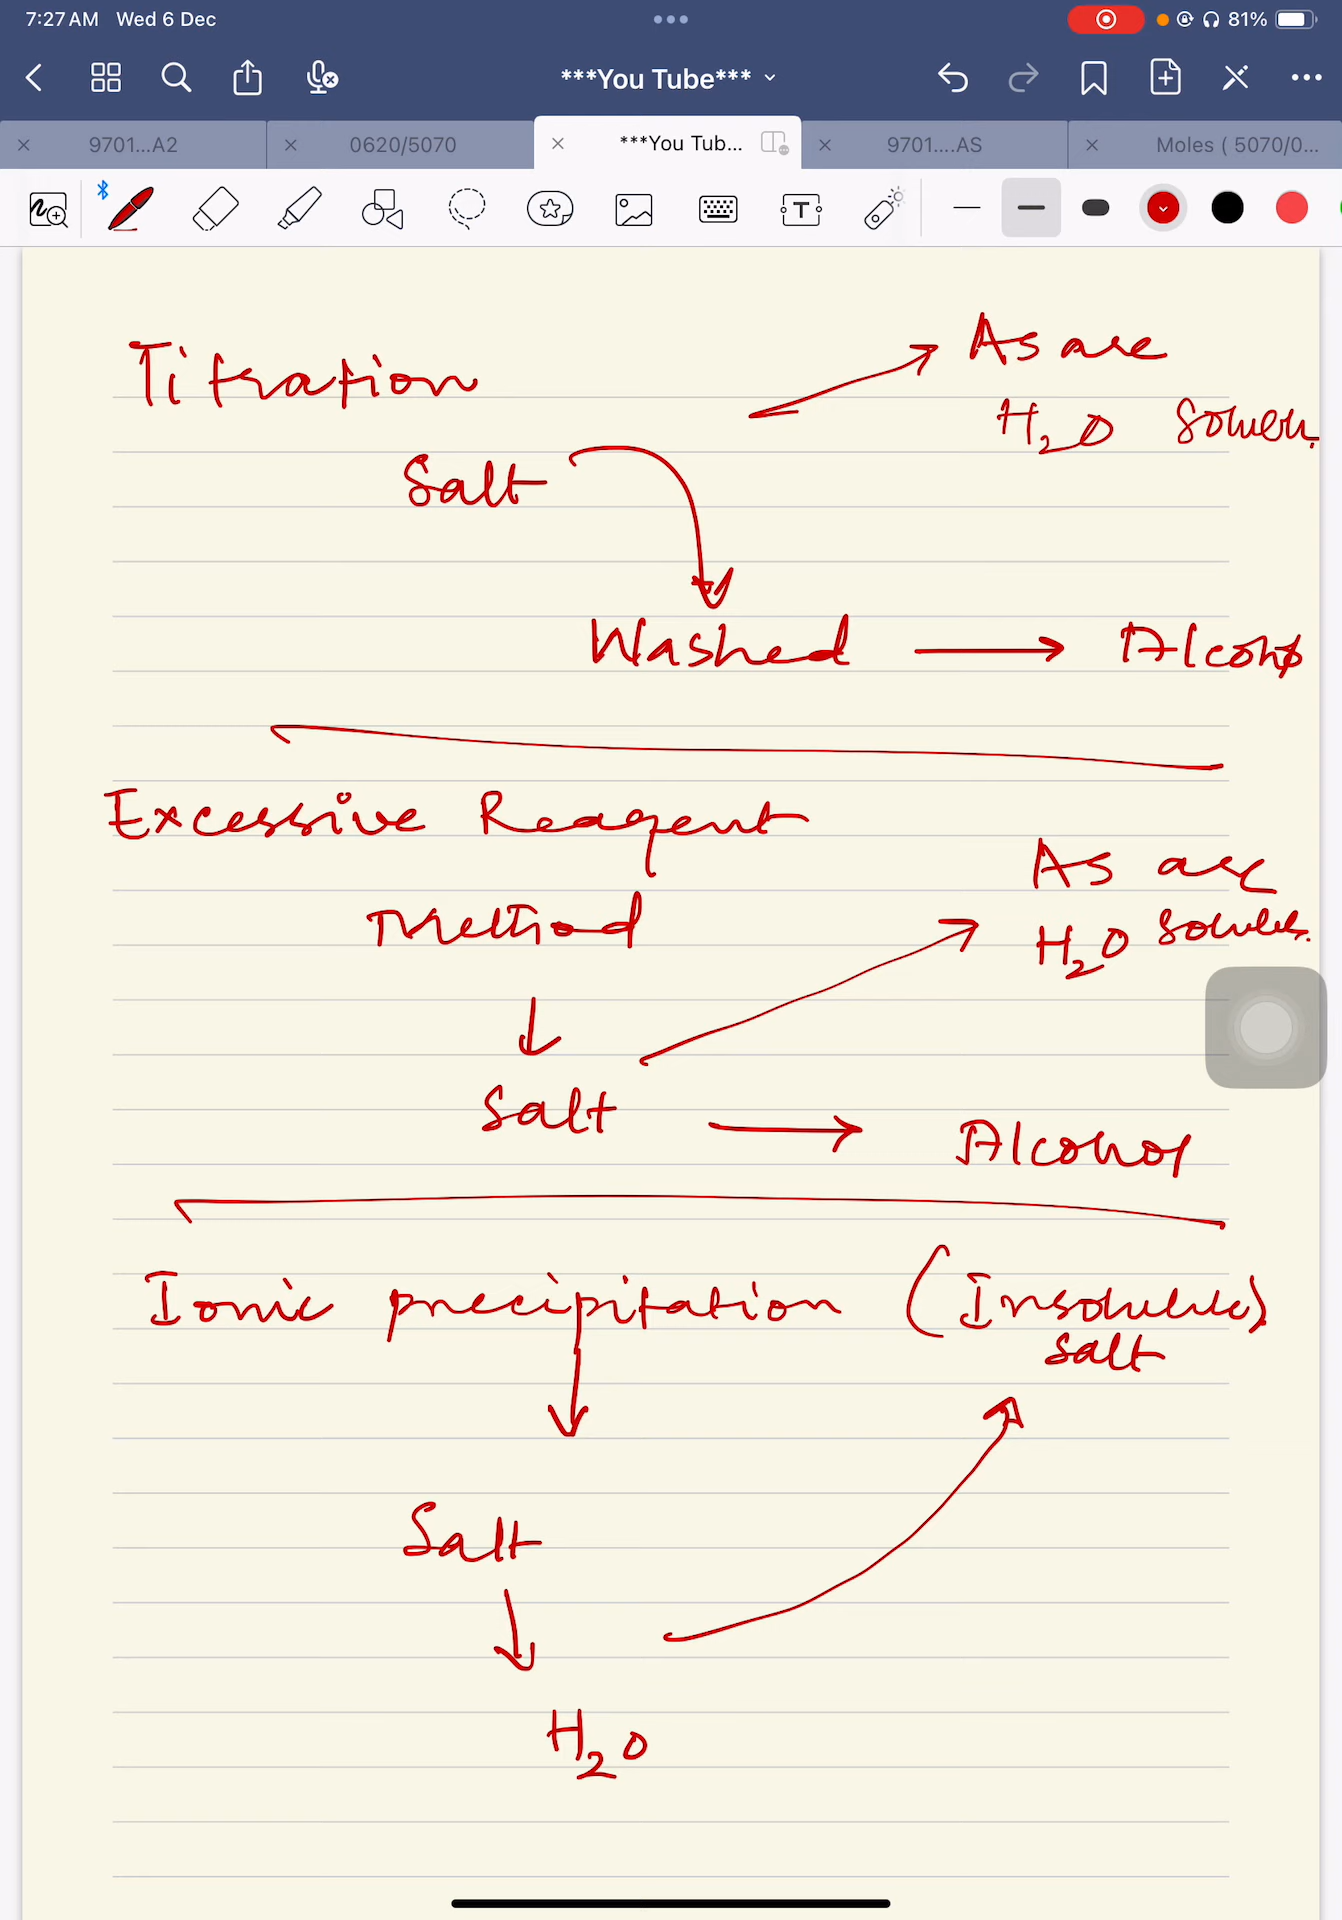 7:27 AM Wed 6 Dec
81%
***You Tube***
9701...A2
0620/5070
***You Tub...
9701....AS
Moles ( 5070/0...
T
Titration
As are
H₂O
Salt
Washed → Alcohol
Excessive Reagent
Method
As are
H₂O
Salt → Alcohol
Ionic precipitation (Insoluble)
salt
Salt
H₂O